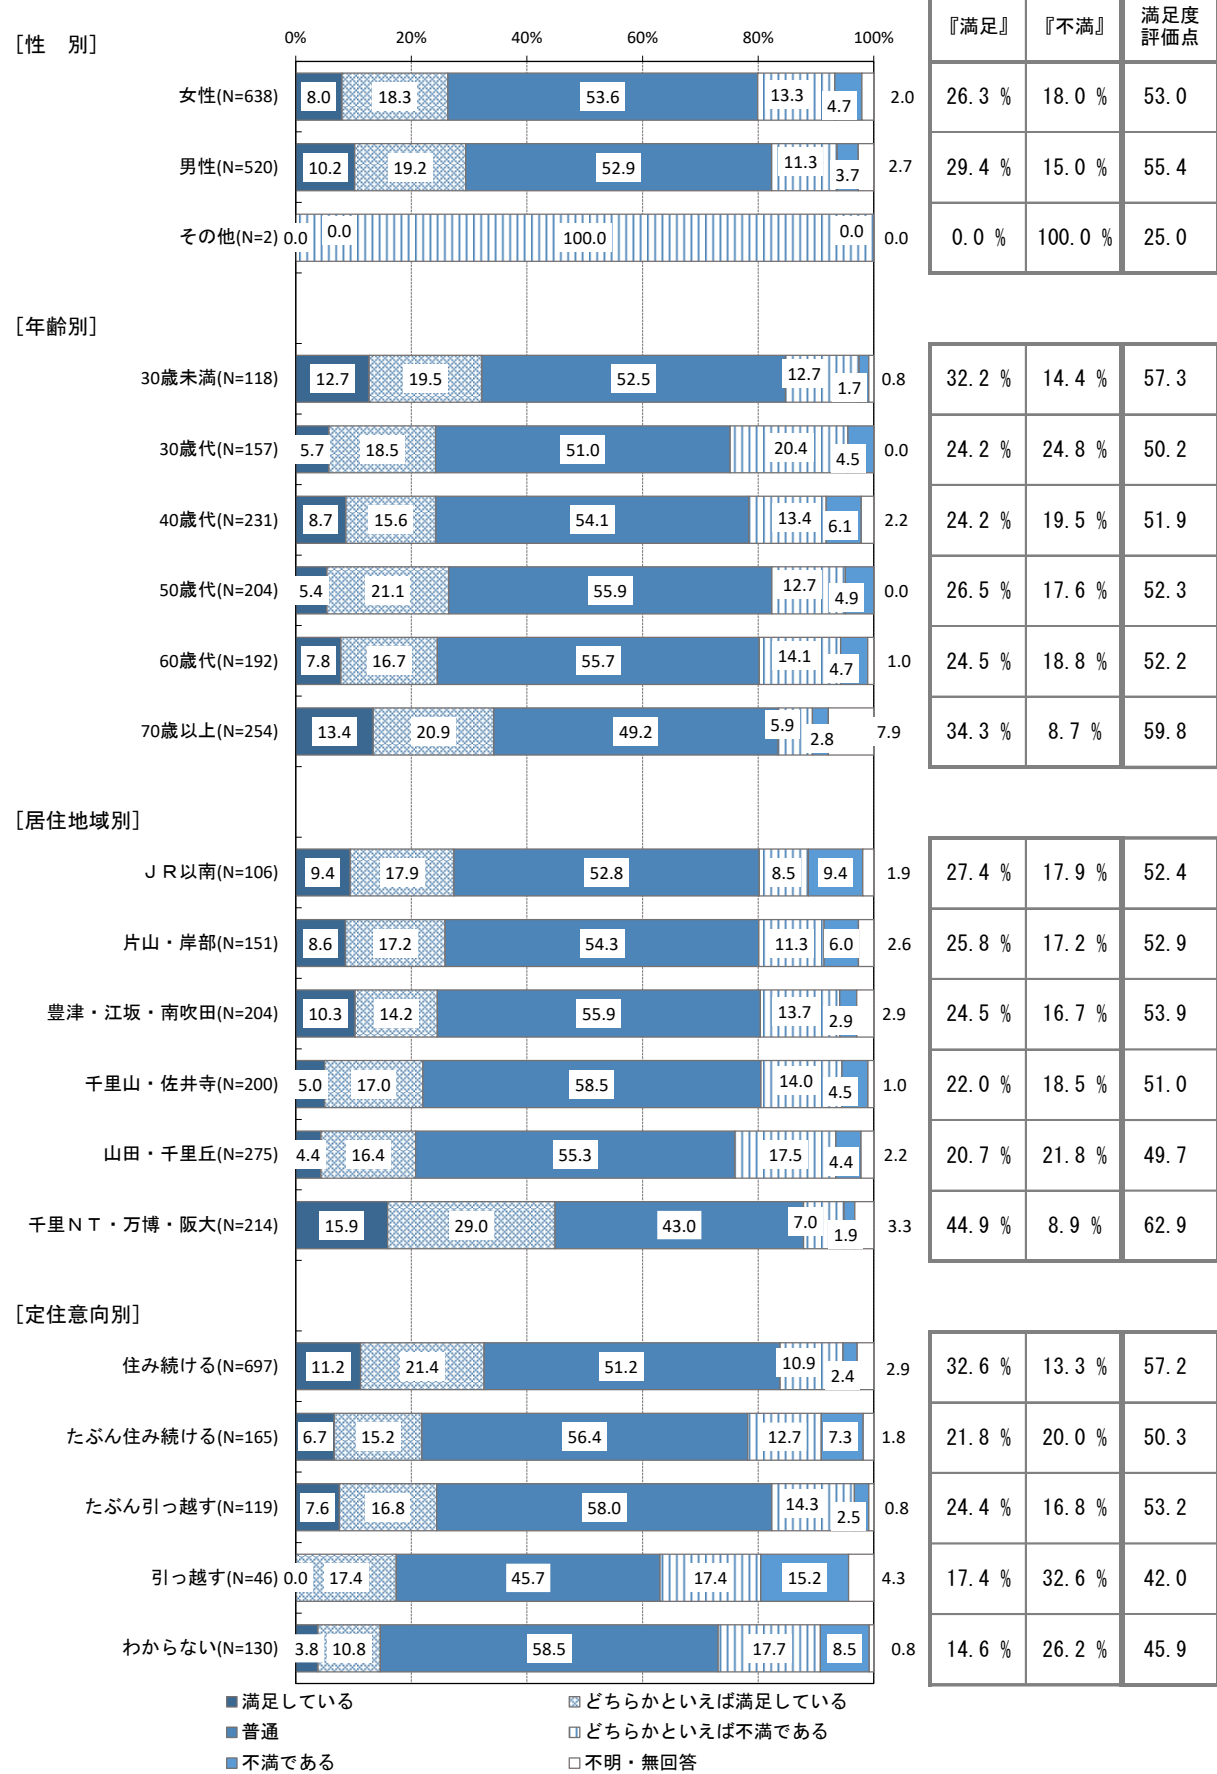 『満足』 『不満』 満足度評価点
[性　別] 0% 20% 40% 60% 80% 100%
女性(N=638) 8.0 18.3 53.6 13.3 4.7 2.0 26.3 % 18.0 % 53.0
男性(N=520) 10.2 19.2 52.9 11.3 3.7 2.7 29.4 % 15.0 % 55.4
その他(N=2) 0.0 0.0 100.0 0.0 0.0 0.0 % 100.0 % 25.0
[年齢別]
30歳未満(N=118) 12.7 19.5 52.5 12.7 1.7 0.8 32.2 % 14.4 % 57.3
30歳代(N=157) 5.7 18.5 51.0 20.4 4.5 0.0 24.2 % 24.8 % 50.2
40歳代(N=231) 8.7 15.6 54.1 13.4 6.1 2.2 24.2 % 19.5 % 51.9
50歳代(N=204) 5.4 21.1 55.9 12.7 4.9 0.0 26.5 % 17.6 % 52.3
60歳代(N=192) 7.8 16.7 55.7 14.1 4.7 1.0 24.5 % 18.8 % 52.2
70歳以上(N=254) 13.4 20.9 49.2 5.9 2.8 7.9 34.3 % 8.7 % 59.8
[居住地域別]
ＪＲ以南(N=106) 9.4 17.9 52.8 8.5 9.4 1.9 27.4 % 17.9 % 52.4
片山・岸部(N=151) 8.6 17.2 54.3 11.3 6.0 2.6 25.8 % 17.2 % 52.9
豊津・江坂・南吹田(N=204) 10.3 14.2 55.9 13.7 2.9 2.9 24.5 % 16.7 % 53.9
千里山・佐井寺(N=200) 5.0 17.0 58.5 14.0 4.5 1.0 22.0 % 18.5 % 51.0
山田・千里丘(N=275) 4.4 16.4 55.3 17.5 4.4 2.2 20.7 % 21.8 % 49.7
千里ＮＴ・万博・阪大(N=214) 15.9 29.0 43.0 7.0 1.9 3.3 44.9 % 8.9 % 62.9
[定住意向別]
住み続ける(N=697) 11.2 21.4 51.2 10.9 2.4 2.9 32.6 % 13.3 % 57.2
たぶん住み続ける(N=165) 6.7 15.2 56.4 12.7 7.3 1.8 21.8 % 20.0 % 50.3
たぶん引っ越す(N=119) 7.6 16.8 58.0 14.3 2.5 0.8 24.4 % 16.8 % 53.2
引っ越す(N=46) 0.0 17.4 45.7 17.4 15.2 4.3 17.4 % 32.6 % 42.0
わからない(N=130) 3.8 10.8 58.5 17.7 8.5 0.8 14.6 % 26.2 % 45.9
満足している どちらかといえば満足している
普通 どちらかといえば不満である
不満である 不明・無回答